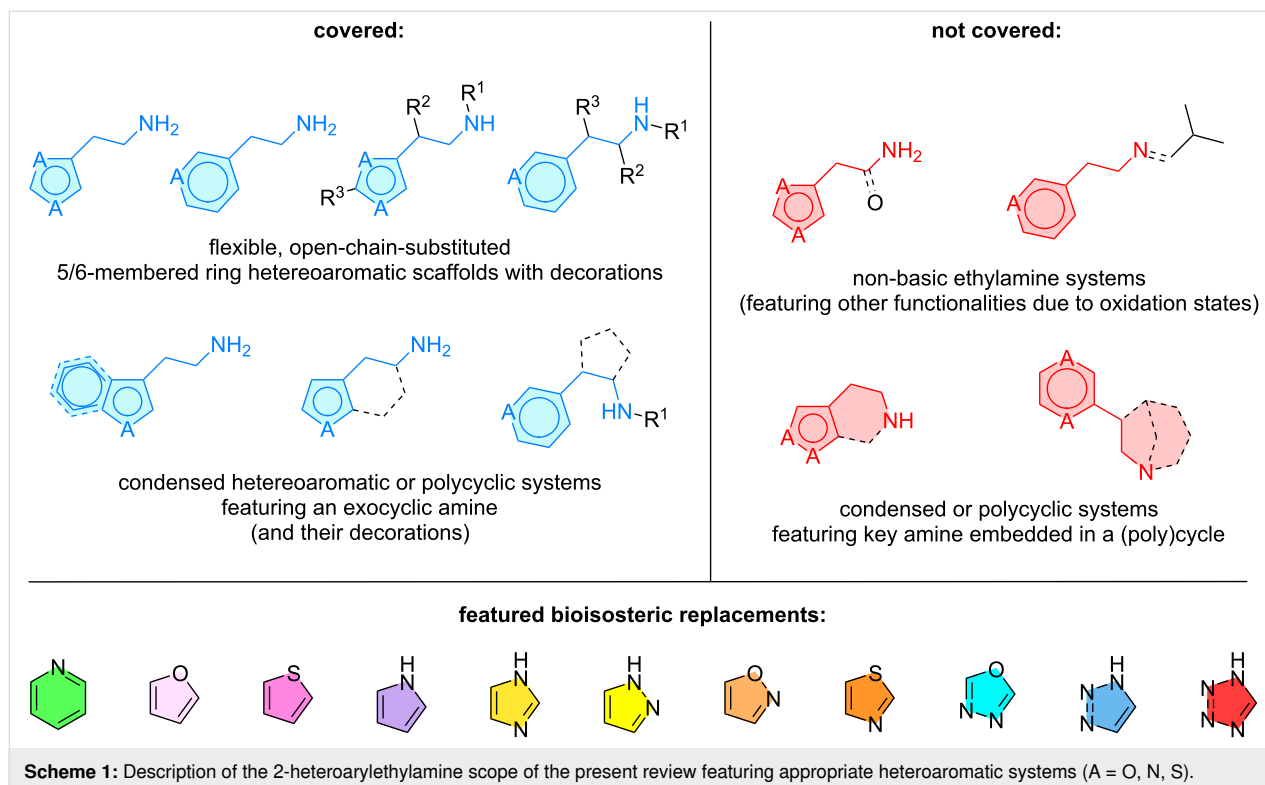 covered:
not covered:
NH2
NH2
R2
R1
NH
R3
H
N
R1
R2
R3
A
A
A
A
A
A
NH2
O
A
A
N
A
flexible, open-chain-substituted
5/6-membered ring hetereoaromatic scaffolds with decorations
non-basic ethylamine systems
(featuring other functionalities due to oxidation states)
NH2
A
NH2
A
A
HN
R1
NH
A
A
A
A
N
condensed hetereoaromatic or polycyclic systems
featuring an exocyclic amine
(and their decorations)
condensed or polycyclic systems
featuring key amine embedded in a (poly)cycle
featured bioisosteric replacements:
N
O
S
H
N
H
N
N
H
N
N
O
N
S
N
O
N
N
H
N
N
N
H
N
N
N
N
Scheme 1: Description of the 2-heteroarylethylamine scope of the present review featuring appropriate heteroaromatic systems (A = O, N, S).